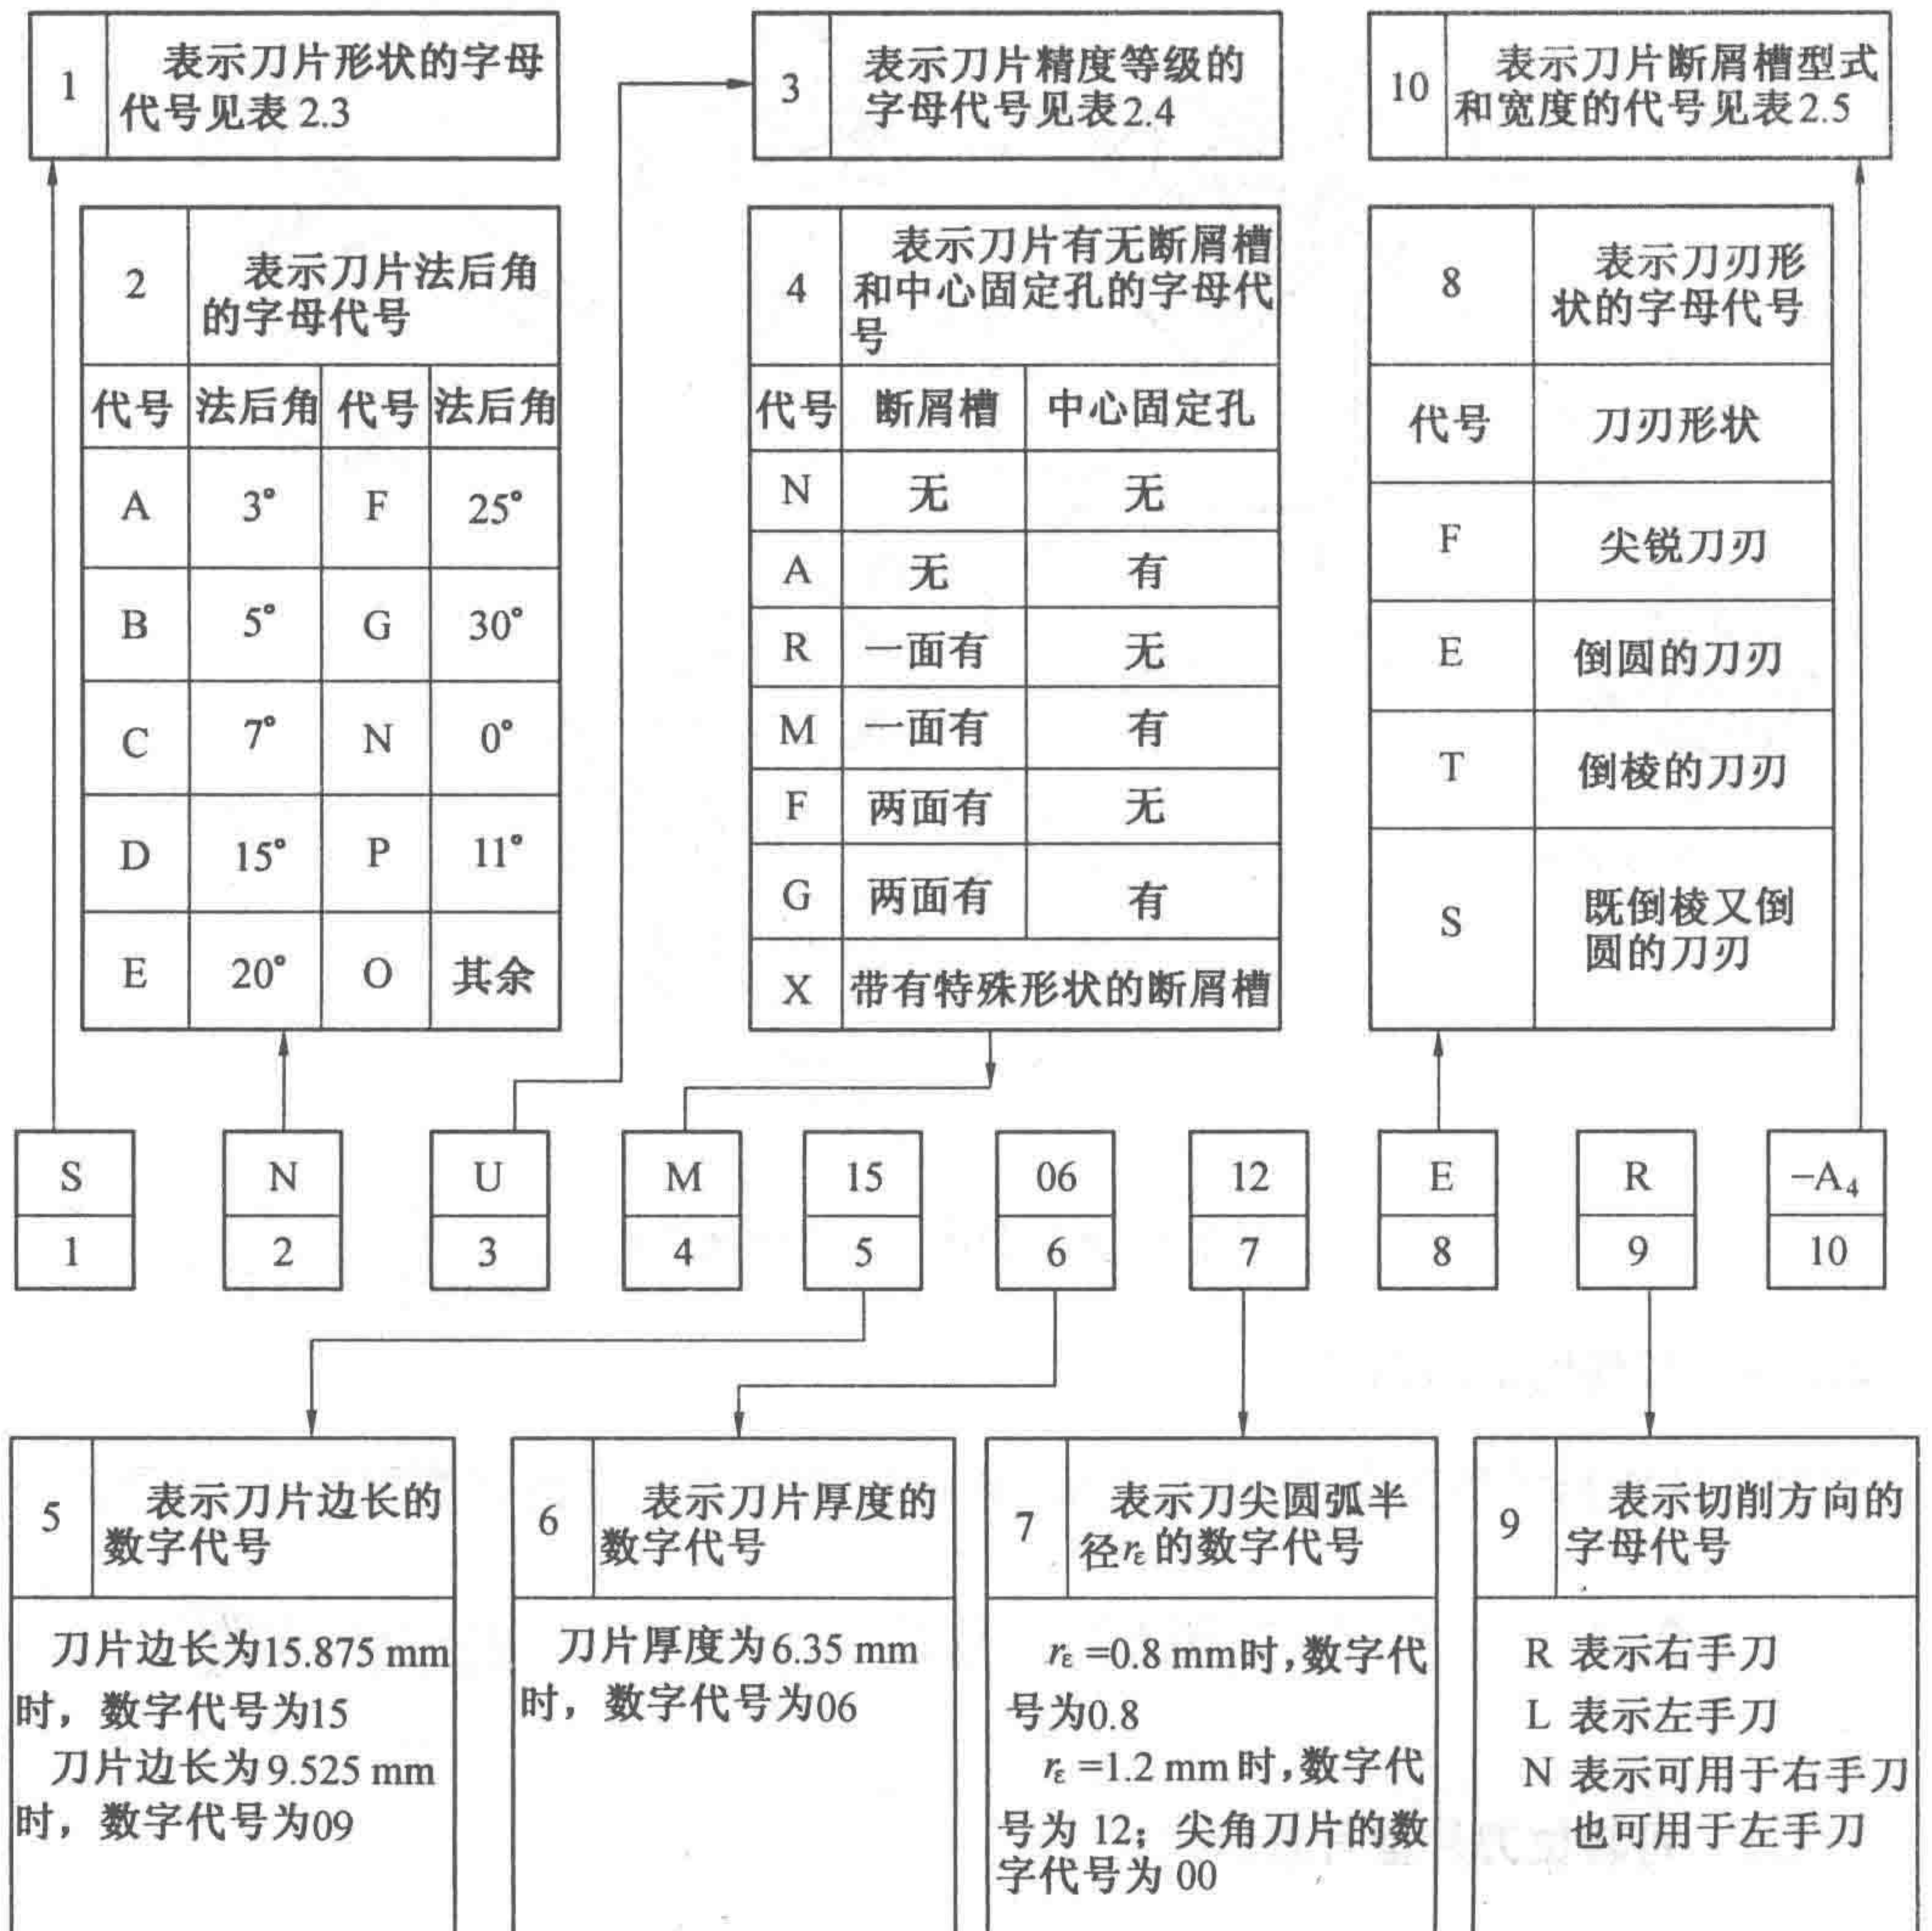 1
表示刀片形状的字母
代号见表 2.3
3
表示刀片精度等级的
字母代号见表2.4
10
表示刀片断屑槽型式
和宽度的代号见表2.5
2
表示刀片法后角
的字母代号
代号 法后角 代号 法后角
A 3° F 25°
B 5° G 30°
C 7° N 0°
D 15° P 11°
E 20° O 其余
4
表示刀片有无断屑槽
和中心固定孔的字母代
号
代号 断屑槽 中心固定孔
N 无 无
A 无 有
R 一面有 无
M 一面有 有
F 两面有 无
G 两面有 有
X 带有特殊形状的断屑槽
8
表示刀刃形
状的字母代号
代号 刀刃形状
F 尖锐刀刃
E 倒圆的刀刃
T 倒棱的刀刃
S 既倒棱又倒
圆的刀刃
S N U M 15 06 12 E R –A₄
1 2 3 4 5 6 7 8 9 10
5
表示刀片边长的
数字代号
刀片边长为15.875 mm
时，数字代号为15
刀片边长为9.525 mm
时，数字代号为09
6
表示刀片厚度的
数字代号
刀片厚度为6.35 mm
时，数字代号为06
7
表示刀尖圆弧半
径rε的数字代号
rε=0.8 mm时，数字代
号为0.8
rε=1.2 mm时，数字代
号为 12；尖角刀片的数
字代号为 00
9
表示切削方向的
字母代号
R 表示右手刀
L 表示左手刀
N 表示可用于右手刀
也可用于左手刀